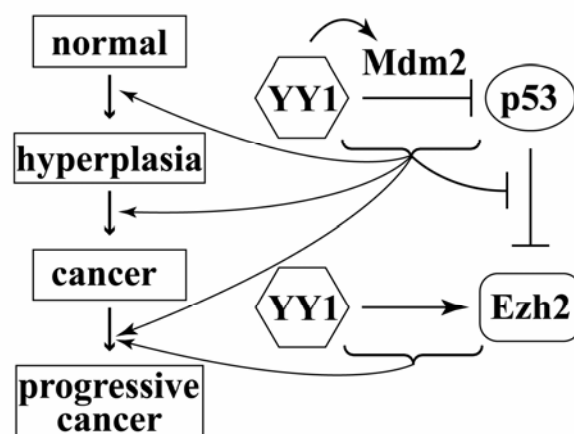 normal
hyperplasia
cancer
progressive
cancer
YY1
Mdm2
p53
YY1
Ezh2